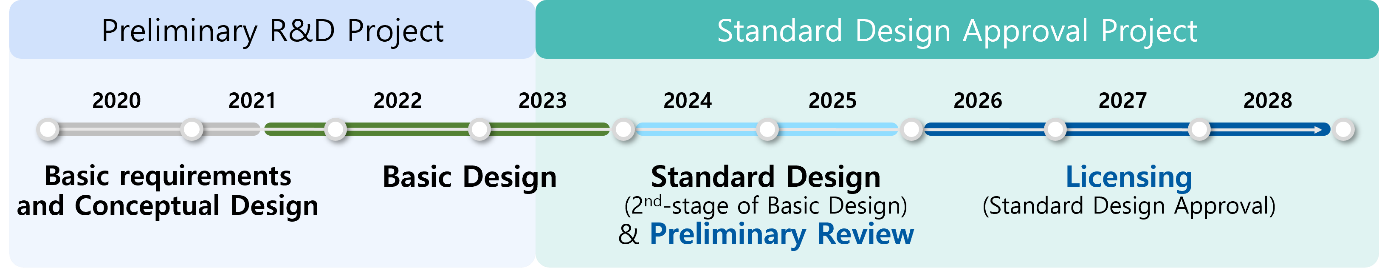 Preliminary R&D Project
Standard Design Approval Project
2020 2021 2022 2023 2024 2025 2026 2027 2028
Basic requirements
and Conceptual Design
Basic Design
Standard Design
(2nd-stage of Basic Design)
& Preliminary Review
Licensing
(Standard Design Approval)